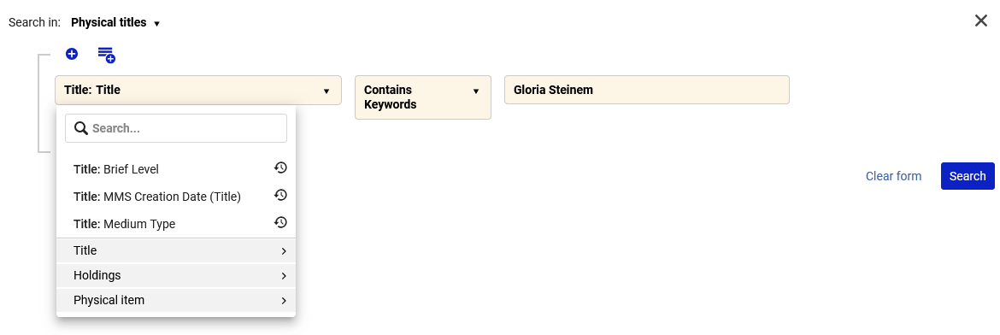 Search in: Physical titles
Title: Title
Contains
Keywords
Gloria Steinem
Search...
Title: Brief Level
Title: MMS Creation Date (Title)
Title: Medium Type
Title
Holdings
Physical item
Clear form
Search